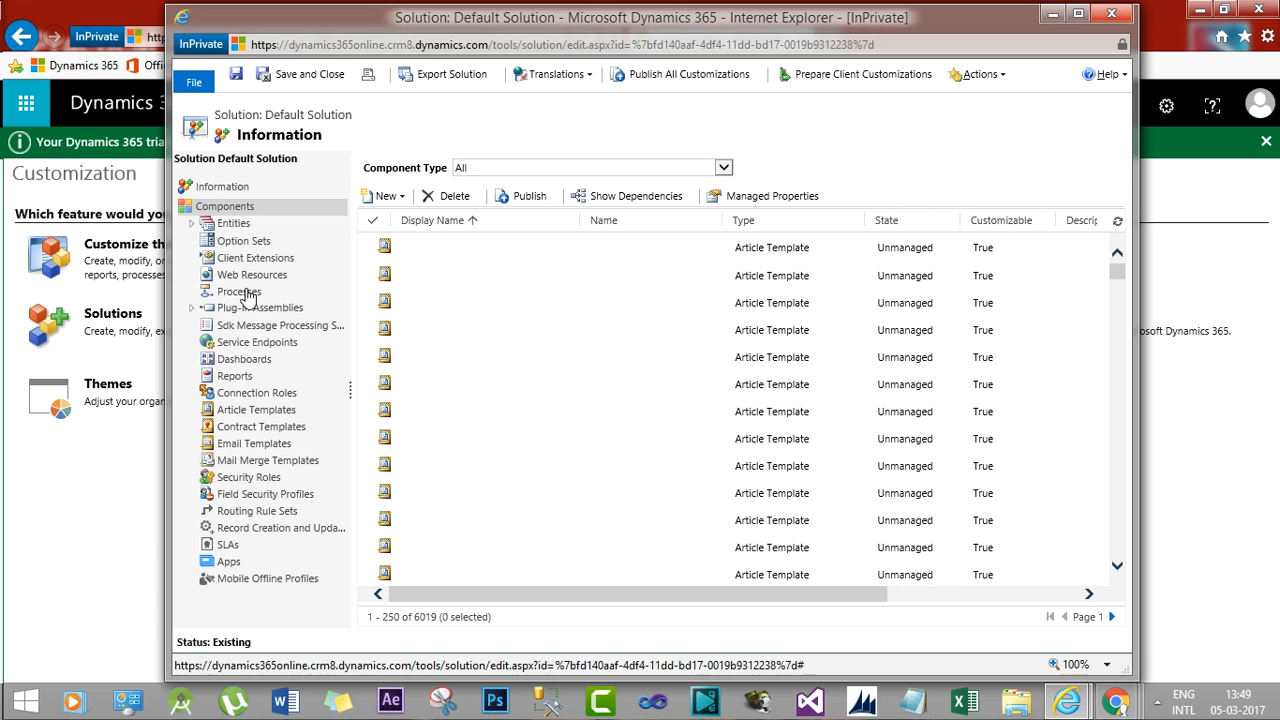 Solution: Default Solution - Microsoft Dynamics 365 - Internet Explorer - [InPrivate]
InPrivate
InPrivate https://dynamics365online.crm8.dynamics.com/tools/solution/edit.aspx?id=%7bfd140aaf-4df4-11dd-bd17-0019b9312238%7d
Dynamics 365
File
Save and Close
Export Solution
Translations
Publish All Customizations
Prepare Client Customizations
Actions
Help
Dynamics
Solution: Default Solution
Information
Your Dynamics 365 tria
Customization
Which feature would you
Customize th
Create, modify, or
reports, processes
Solutions
Create, modify, ex
osoft Dynamics 365.
Themes
Adjust your organ
Solution Default Solution
Information
Components
Entities
Option Sets
Client Extensions
Web Resources
Processes
Plug-in Assemblies
Sdk Message Processing S...
Service Endpoints
Dashboards
Reports
Connection Roles
Article Templates
Contract Templates
Email Templates
Mail Merge Templates
Security Roles
Field Security Profiles
Routing Rule Sets
Record Creation and Upda...
SLAs
Apps
Mobile Offline Profiles
Component Type All
New Delete Publish Show Dependencies Managed Properties
Display Name Name Type State Customizable Descrip
Article Template Unmanaged True
Article Template Unmanaged True
Article Template Unmanaged True
Article Template Unmanaged True
Article Template Unmanaged True
Article Template Unmanaged True
Article Template Unmanaged True
Article Template Unmanaged True
Article Template Unmanaged True
Article Template Unmanaged True
Article Template Unmanaged True
Article Template Unmanaged True
Article Template Unmanaged True
1 - 250 of 6019 (0 selected)
Page 1
Status: Existing
https://dynamics365online.crm8.dynamics.com/tools/solution/edit.aspx?id=%7bfd140aaf-4df4-11dd-bd17-0019b9312238%7d#
100%
ENG
INTL
13:49
05-03-2017